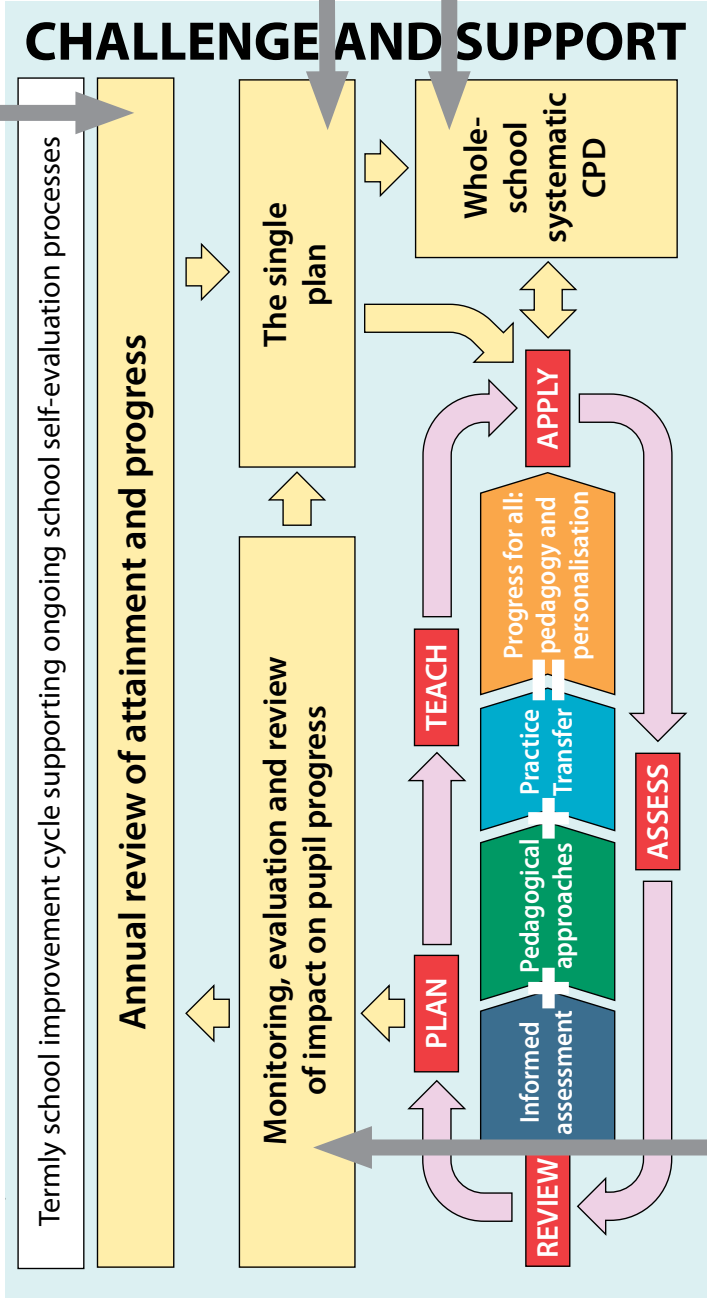 CHALLENGE AND SUPPORT
Termly school improvement cycle supporting ongoing school self-evaluation processes
Annual review of attainment and progress
Monitoring, evaluation and review
of impact on pupil progress
The single
plan
Whole-
school
systematic
CPD
PLAN
TEACH
APPLY
ASSESS
REVIEW
Informed
assessment
Pedagogical
approaches
Practice
Transfer
Progress for all:
pedagogy and
personalisation